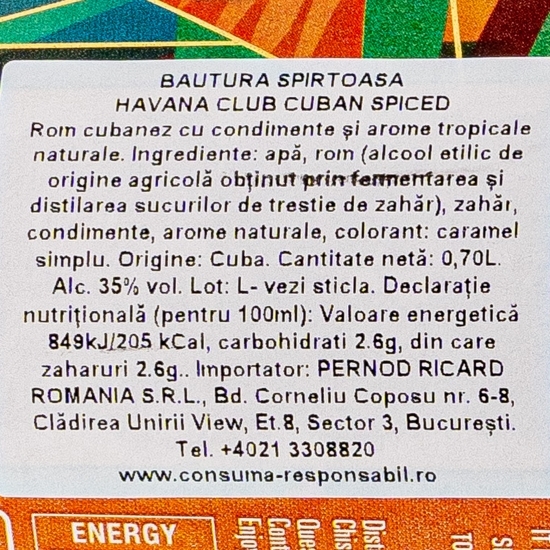 BAUTURA SPIRTOASA
HAVANA CLUB CUBAN SPICED
Rom cubanez cu condimente și arome tropicale
naturale. Ingrediente: apă, rom (alcool etilic de
origine agricolă obținut prin fermentarea și
distilarea sucurilor de trestie de zahăr), zahăr,
condimente, arome naturale, colorant: caramel
simplu. Origine: Cuba. Cantitate netă: 0,70L.
Alc. 35% vol. Lot: L- vezi sticla. Declarație
nutrițională (pentru 100ml): Valoare energetică
849kJ/205 kCal, carbohidrati 2.6g, din care
zaharuri 2.6g.. Importator: PERNOD RICARD
ROMANIA S.R.L., Bd. Corneliu Coposu nr. 6-8,
Clădirea Unirii View, Et.8, Sector 3, București.
Tel. +4021 3308820
www.consuma-responsabil.ro
ENERGY